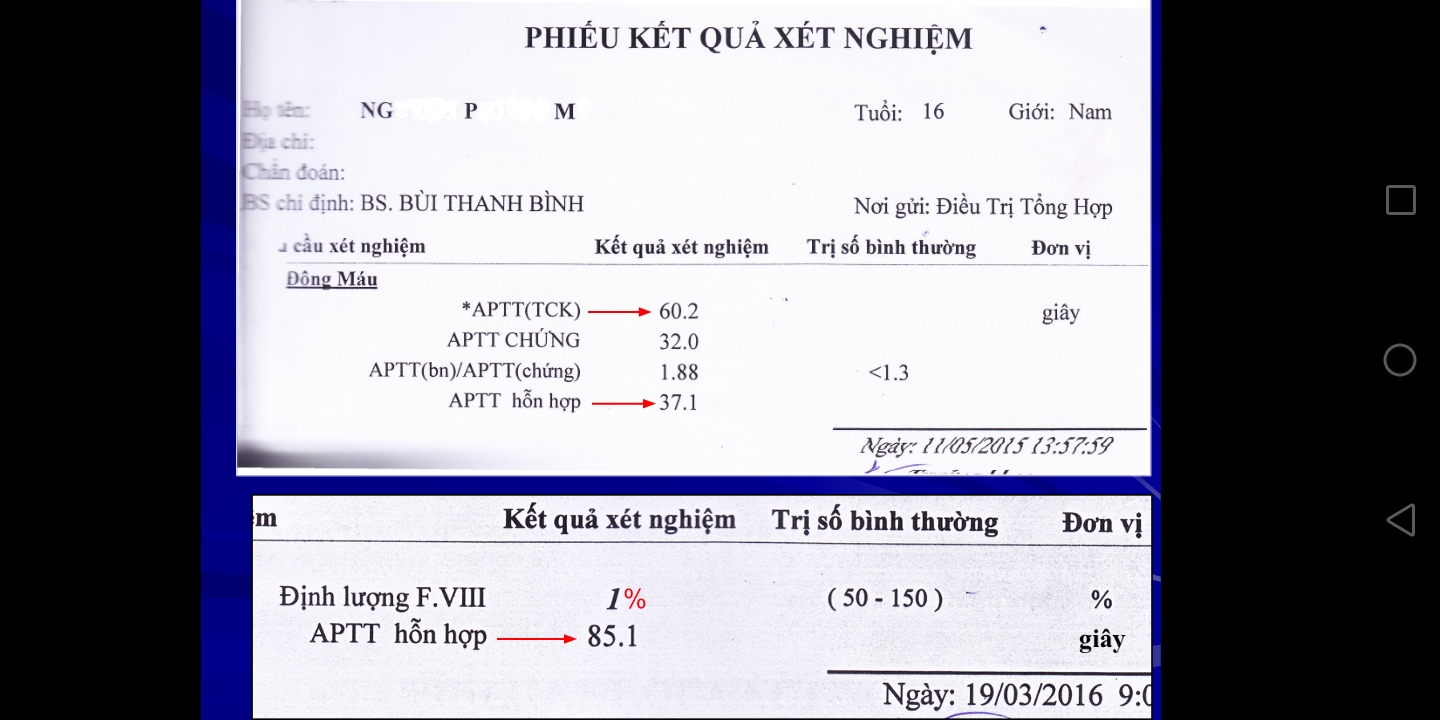 PHIẾU KẾT QUẢ XÉT NGHIỆM
Họ tên: NG P M Tuổi: 16 Giới: Nam
Địa chỉ:
Chẩn đoán:
BS chỉ định: BS. BÙI THANH BÌNH Nơi gửi: Điều Trị Tổng Hợp
cầu xét nghiệm Kết quả xét nghiệm Trị số bình thường Đơn vị
Đông Máu
*APTT(TCK) 60.2 giây
APTT CHỨNG 32.0
APTT(bn)/APTT(chứng) 1.88 <1.3
APTT hỗn hợp 37.1
Ngày: 11/05/2015 13:57:59
ệm Kết quả xét nghiệm Trị số bình thường Đơn vị
Định lượng F.VIII 1% ( 50 - 150 ) %
APTT hỗn hợp 85.1 giây
Ngày: 19/03/2016 9:0